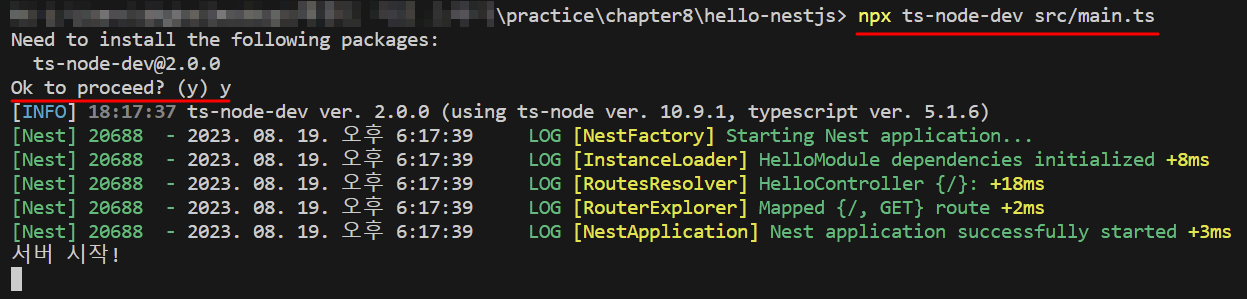 \practice\chapter8\hello-nestjs> npx ts-node-dev src/main.ts
Need to install the following packages:
  ts-node-dev@2.0.0
Ok to proceed? (y) y
[INFO] 18:17:37 ts-node-dev ver. 2.0.0 (using ts-node ver. 10.9.1, typescript ver. 5.1.6)
[Nest] 20688  - 2023. 08. 19. 오후 6:17:39     LOG [NestFactory] Starting Nest application...
[Nest] 20688  - 2023. 08. 19. 오후 6:17:39     LOG [InstanceLoader] HelloModule dependencies initialized +8ms
[Nest] 20688  - 2023. 08. 19. 오후 6:17:39     LOG [RoutesResolver] HelloController {/}: +18ms
[Nest] 20688  - 2023. 08. 19. 오후 6:17:39     LOG [RouterExplorer] Mapped {/, GET} route +2ms
[Nest] 20688  - 2023. 08. 19. 오후 6:17:39     LOG [NestApplication] Nest application successfully started +3ms
서버 시작!